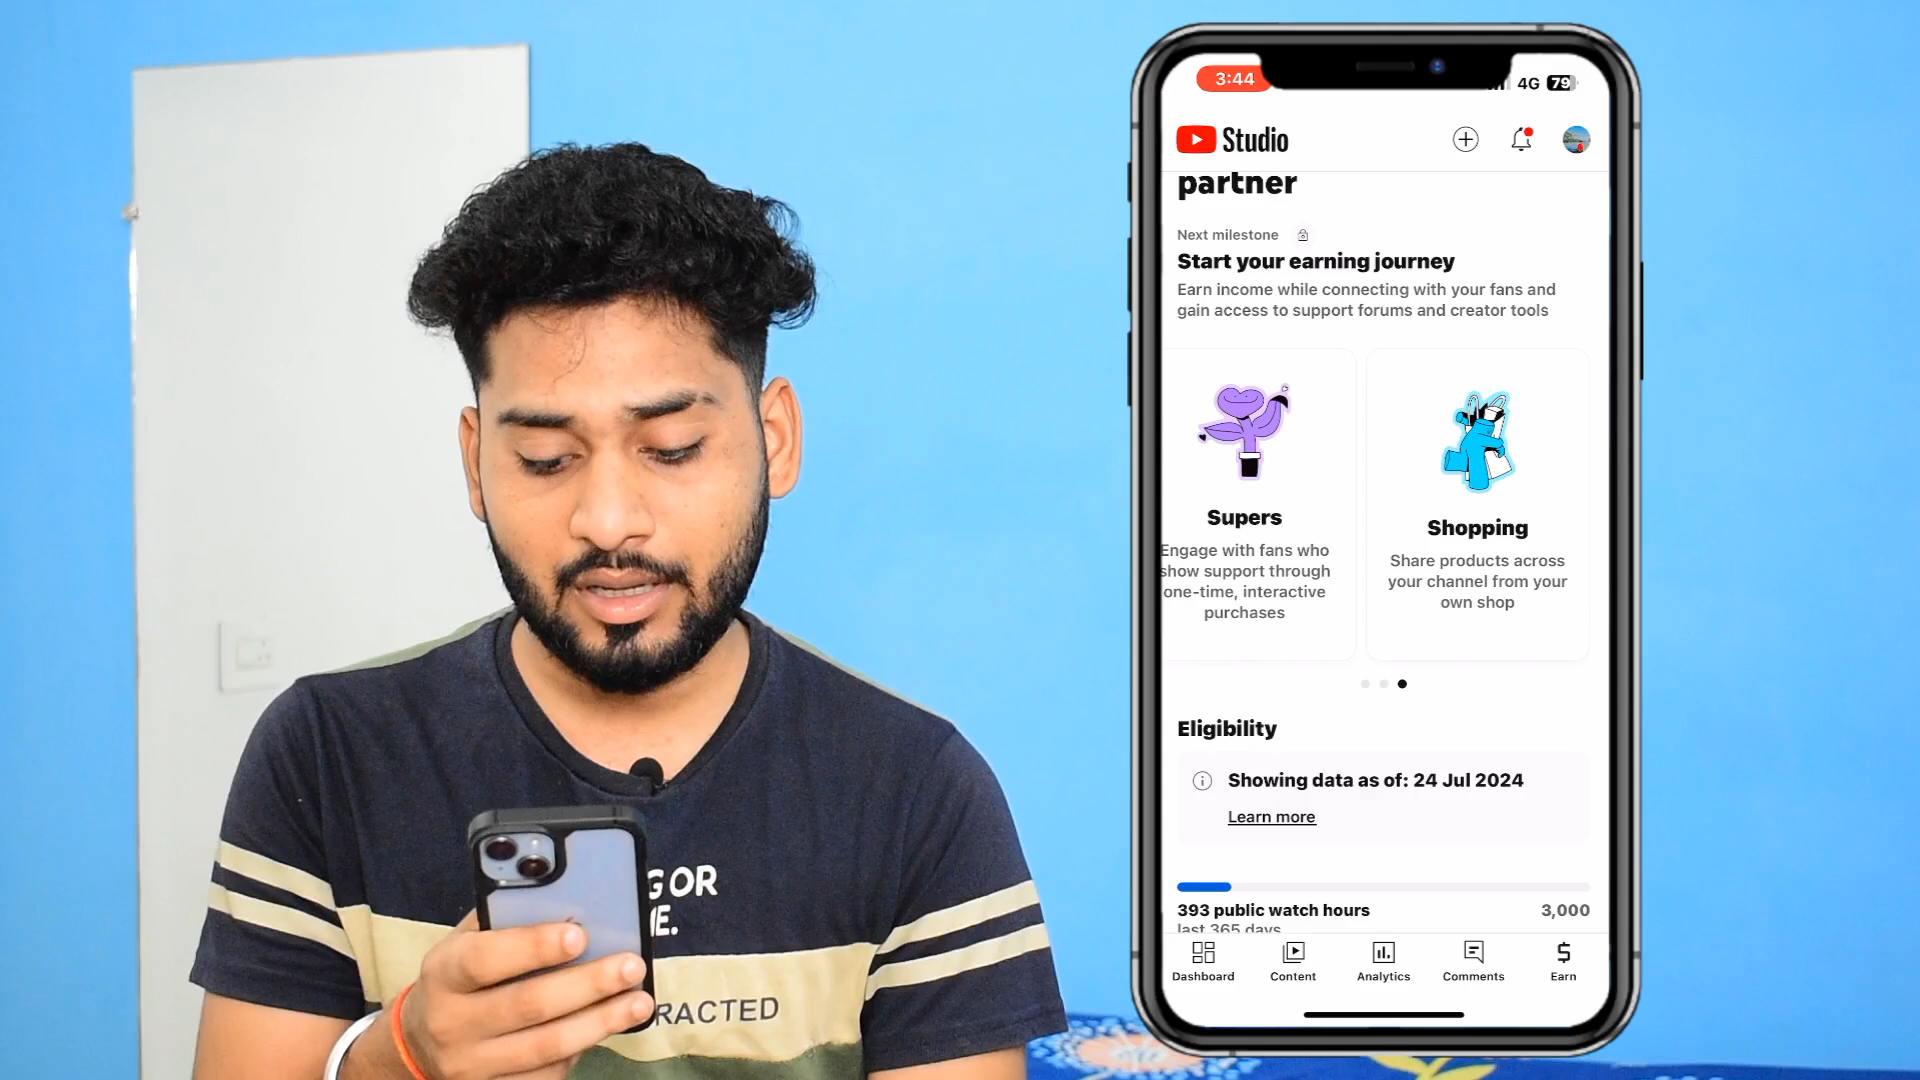 3:44
4G 79
Studio
partner
Next milestone
Start your earning journey
Earn income while connecting with your fans and
gain access to support forums and creator tools
Supers
Engage with fans who
show support through
one-time, interactive
purchases
Shopping
Share products across
your channel from your
own shop
Eligibility
Showing data as of: 24 Jul 2024
Learn more
393 public watch hours
3,000
last 365 days
Dashboard
Content
Analytics
Comments
Earn
G OR
E.
RACTED